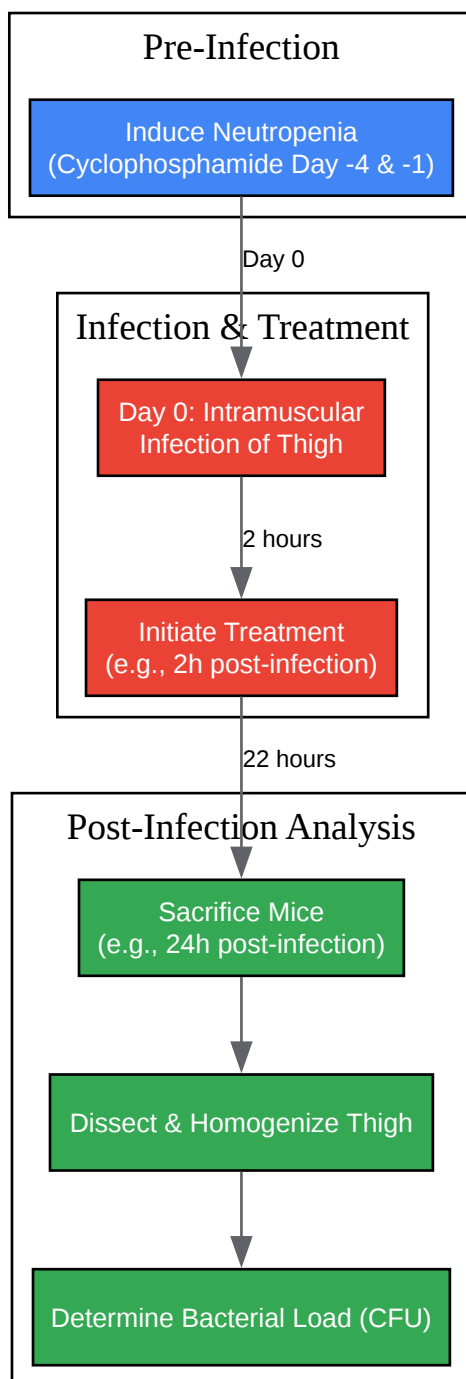 Pre-Infection
Induce Neutropenia
(Cyclophosphamide Day -4 & -1)
Day 0
Infection & Treatment
Day 0: Intramuscular
Infection of Thigh
2 hours
Initiate Treatment
(e.g., 2h post-infection)
22 hours
Post-Infection Analysis
Sacrifice Mice
(e.g., 24h post-infection)
Dissect & Homogenize Thigh
Determine Bacterial Load (CFU)